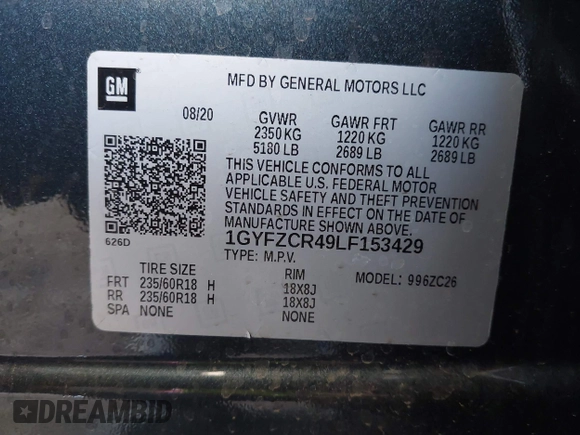 GM
MFD BY GENERAL MOTORS LLC
08/20 GVWR GAWR FRT GAWR RR
2350 KG 1220 KG 1220 KG
5180 LB 2689 LB 2689 LB
THIS VEHICLE CONFORMS TO ALL
APPLICABLE U.S. FEDERAL MOTOR
VEHICLE SAFETY AND THEFT PREVENTION
STANDARDS IN EFFECT ON THE DATE OF
MANUFACTURE SHOWN ABOVE.
626D 1GYFZCR49LF153429
TYPE: M.P.V.
TIRE SIZE RIM MODEL: 996ZC26
FRT 235/60R18 H 18X8J
RR 235/60R18 H 18X8J
SPA NONE NONE
DREAMBID